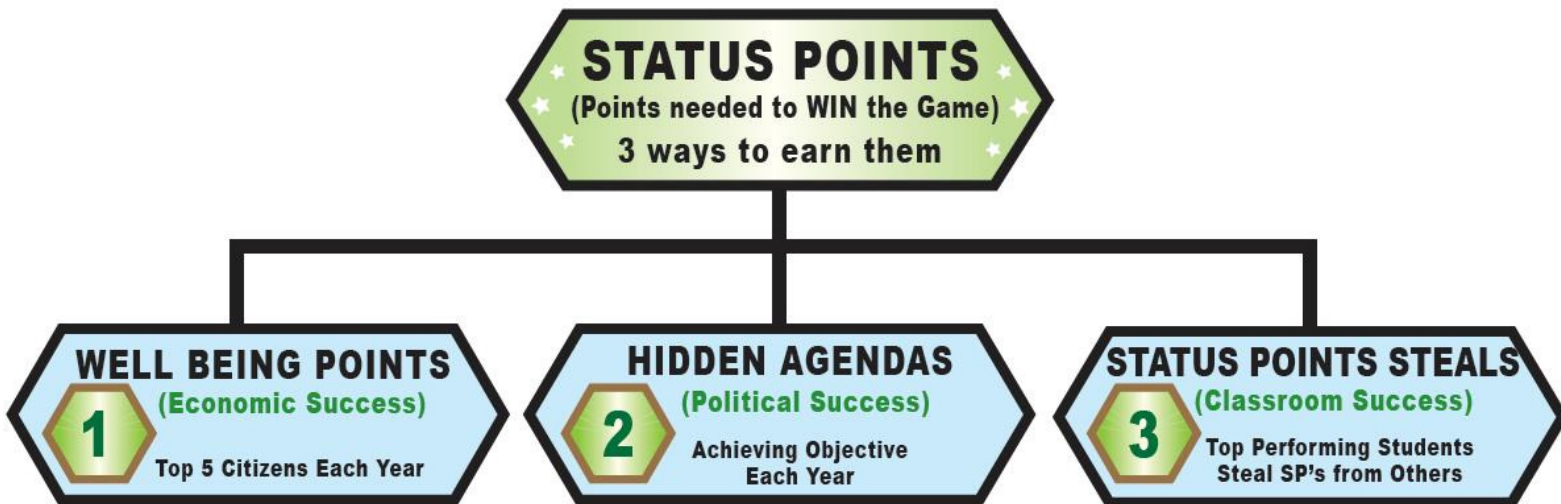 STATUS POINTS
(Points needed to WIN the Game)
3 ways to earn them
WELL BEING POINTS
(Economic Success)
1
Top 5 Citizens Each Year
HIDDEN AGENDAS
(Political Success)
2
Achieving Objective
Each Year
STATUS POINTS STEALS
(Classroom Success)
3
Top Performing Students
Steal SP's from Others